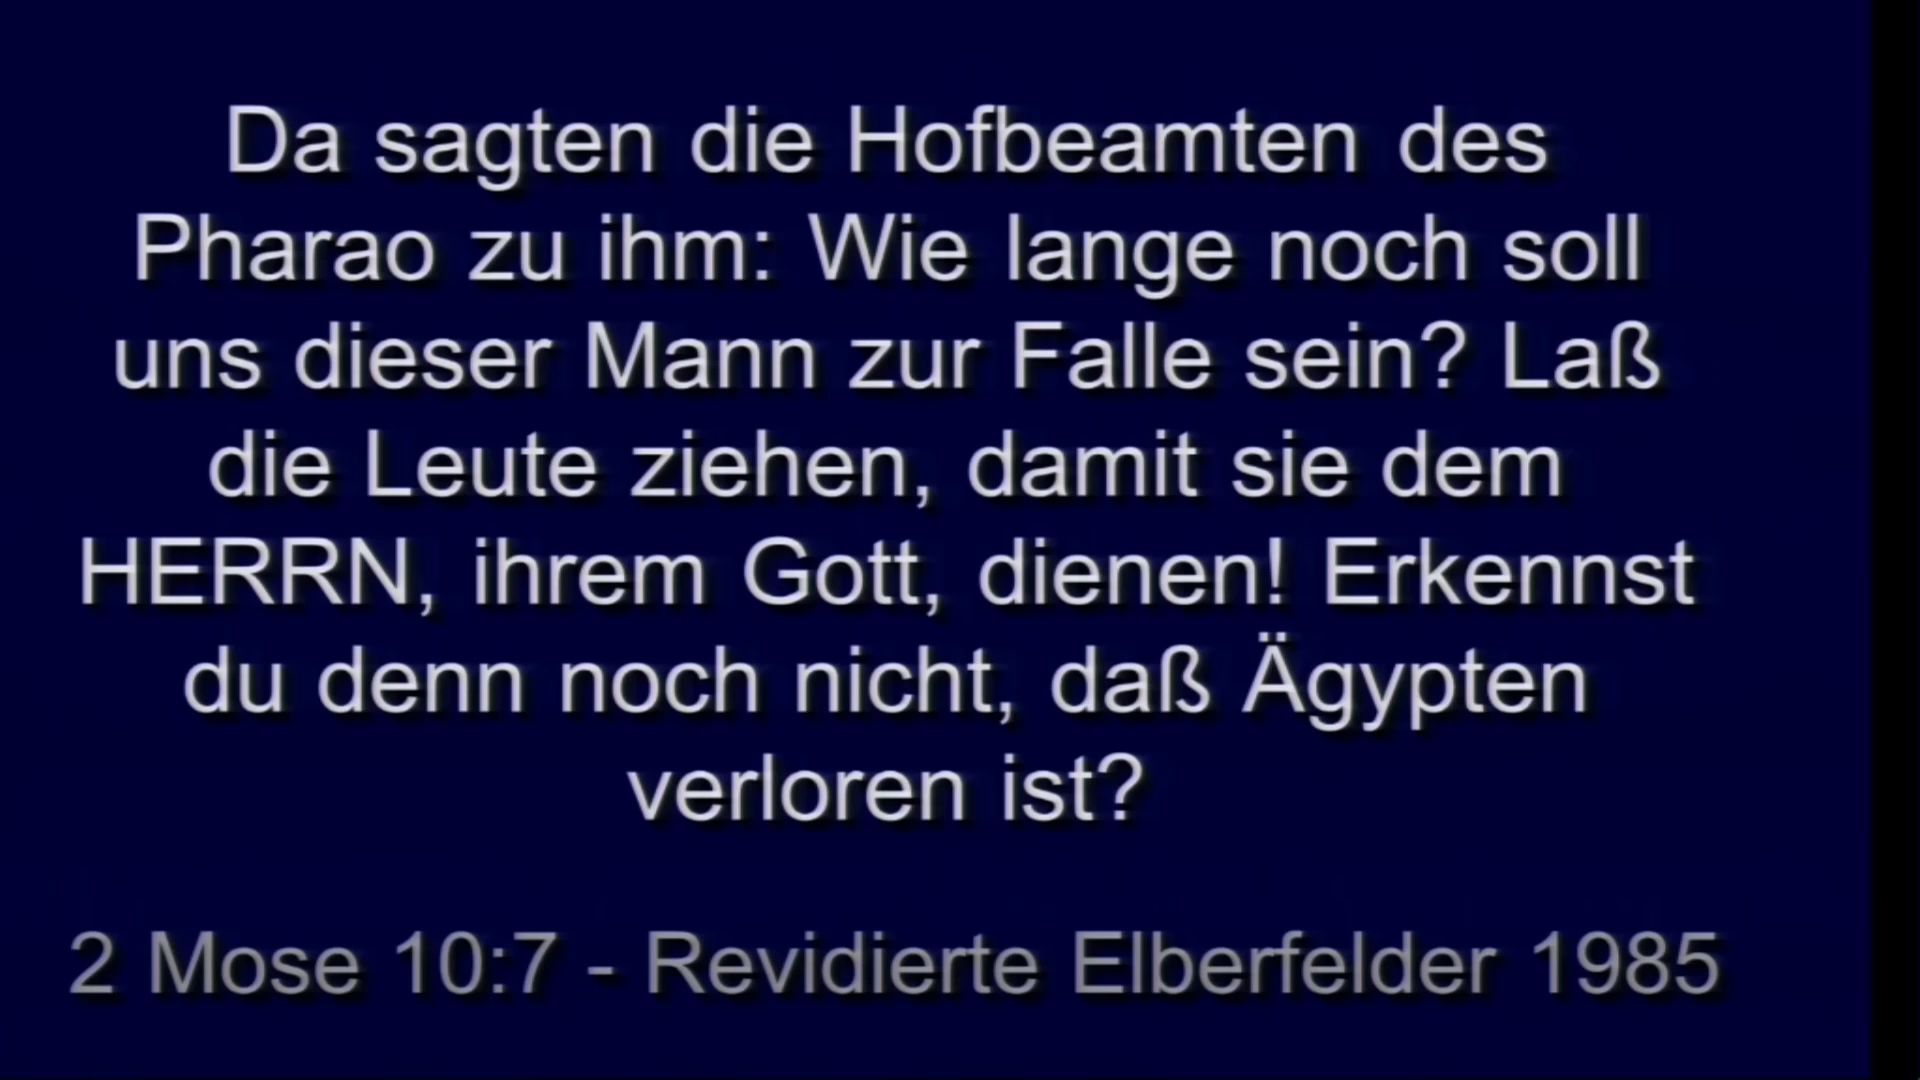 Da sagten die Hofbeamten des
Pharao zu ihm: Wie lange noch soll
uns dieser Mann zur Falle sein? Laß
die Leute ziehen, damit sie dem
HERRN, ihrem Gott, dienen! Erkennst
du denn noch nicht, daß Ägypten
verloren ist?
2 Mose 10:7 - Revidierte Elberfelder 1985